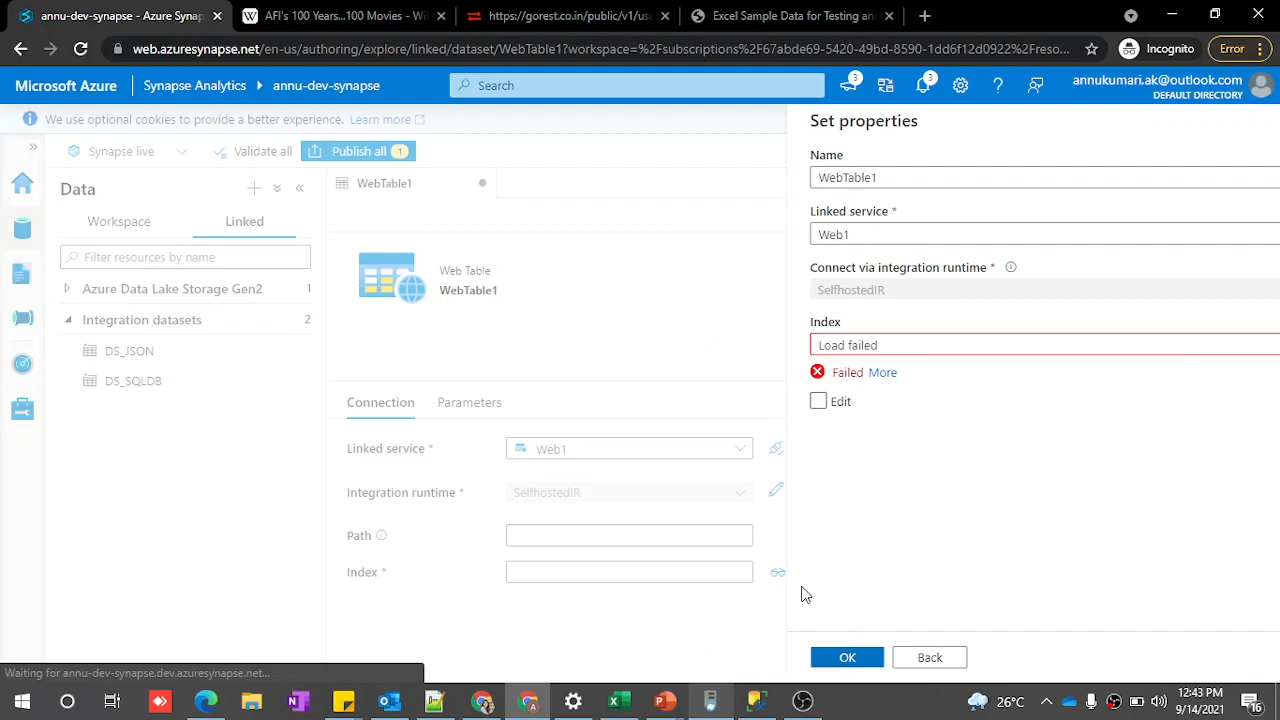 annu-dev-synapse - Azure Synaps
AFI's 100 Years...100 Movies - Wi
https://gorest.co.in/public/v1/us
Excel Sample Data for Testing an
web.azuresynapse.net/en-us/authoring/explore/linked/dataset/WebTable1?workspace=%2Fsubscriptions%2F67abde69-5420-49bd-8590-1dd6f12d0922%2Freso...
Incognito
Error
Microsoft Azure
Synapse Analytics
annu-dev-synapse
Search
3
3
annukumari.ak@outlook.com
DEFAULT DIRECTORY
We use optional cookies to provide a better experience. Learn more
Synapse live
Validate all
Publish all
1
Data
Workspace
Linked
Filter resources by name
Azure Data Lake Storage Gen2 1
Integration datasets 2
DS_JSON
DS_SQLDB
WebTable1
Web Table
WebTable1
Connection
Parameters
Linked service *
Web1
Integration runtime *
SelfhostedIR
Path
Index *
Set properties
Name
WebTable1
Linked service *
Web1
Connect via integration runtime *
SelfhostedIR
Index
Load failed
Failed More
Edit
OK
Back
Waiting for annu-dev-synapse.dev.azuresynapse.net...
26°C
12:43 PM
9/14/2021
16